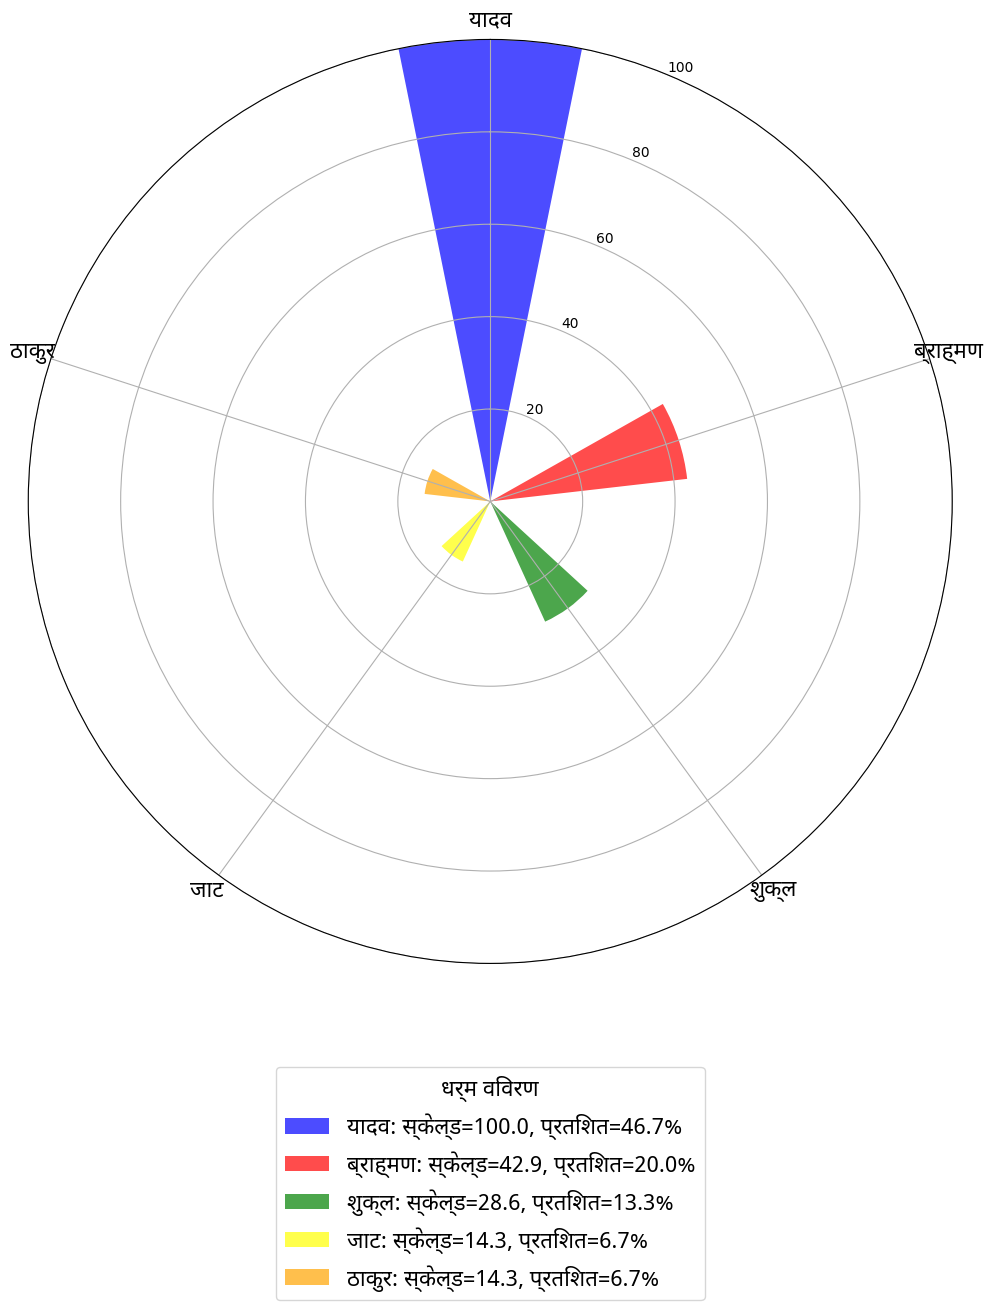 यादव
100
80
60
40
20
ठाकुर
ब्राह्मण
जाट
शुक्ल
धर्म विवरण
यादव: स्केल्ड=100.0, प्रतिशत=46.7%
ब्राह्मण: स्केल्ड=42.9, प्रतिशत=20.0%
शुक्ल: स्केल्ड=28.6, प्रतिशत=13.3%
जाट: स्केल्ड=14.3, प्रतिशत=6.7%
ठाकुर: स्केल्ड=14.3, प्रतिशत=6.7%